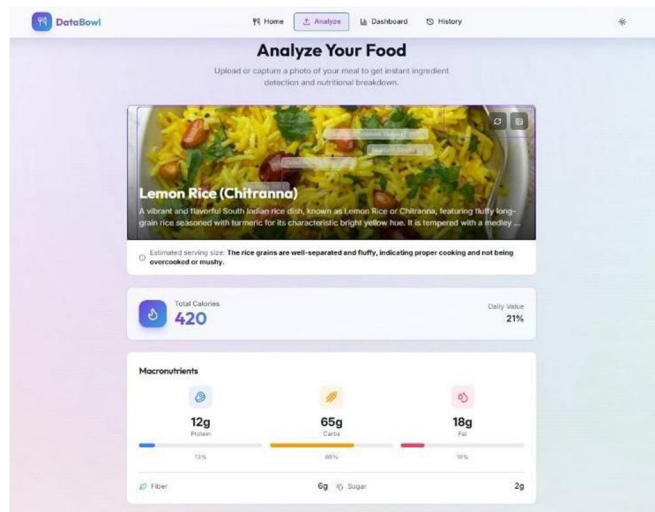 DataBowl
Home
Analyze
Dashboard
History
Analyze Your Food
Upload or capture a photo of your meal to get instant ingredient
detection and nutritional breakdown.
Lemon Rice (Chitranna)
A vibrant and flavorful South Indian rice dish, known as Lemon Rice or Chitranna, featuring fluffy long-
grain rice seasoned with turmeric for its characteristic bright yellow hue. It is tempered with a medley ...
Estimated serving size: The rice grains are well-separated and fluffy, indicating proper cooking and not being
overcooked or mushy.
Total Calories
420
Daily Value
21%
Macronutrients
12g
Protein
65g
Carbs
18g
Fat
Fiber
6g
Sugar
2g